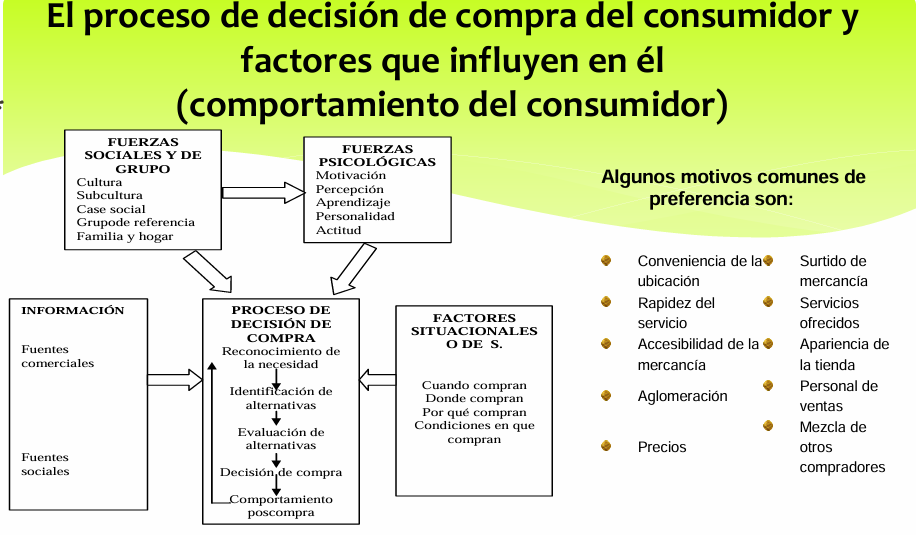 El proceso de decisión de compra del consumidor y
factores que influyen en él
(comportamiento del consumidor)
FUERZAS
SOCIALES Y DE
GRUPO
Cultura
Subcultura
Case social
Grupode referencia
Familia y hogar
FUERZAS
PSICOLÓGICAS
Motivación
Percepción
Aprendizaje
Personalidad
Actitud
INFORMACIÓN
Fuentes
comerciales
Fuentes
sociales
PROCESO DE
DECISIÓN DE
COMPRA
Reconocimiento de
la necesidad
Identificación de
alternativas
Evaluación de
alternativas
Decisión de compra
Comportamiento
poscompra
FACTORES
SITUACIONALES
O DE S.
Cuando compran
Donde compran
Por qué compran
Condiciones en que
compran
Algunos motivos comunes de
preferencia son:
Conveniencia de la
ubicación
Rapidez del
servicio
Accesibilidad de la
mercancía
Aglomeración
Precios
Surtido de
mercancía
Servicios
ofrecidos
Apariencia de
la tienda
Personal de
ventas
Mezcla de
otros
compradores